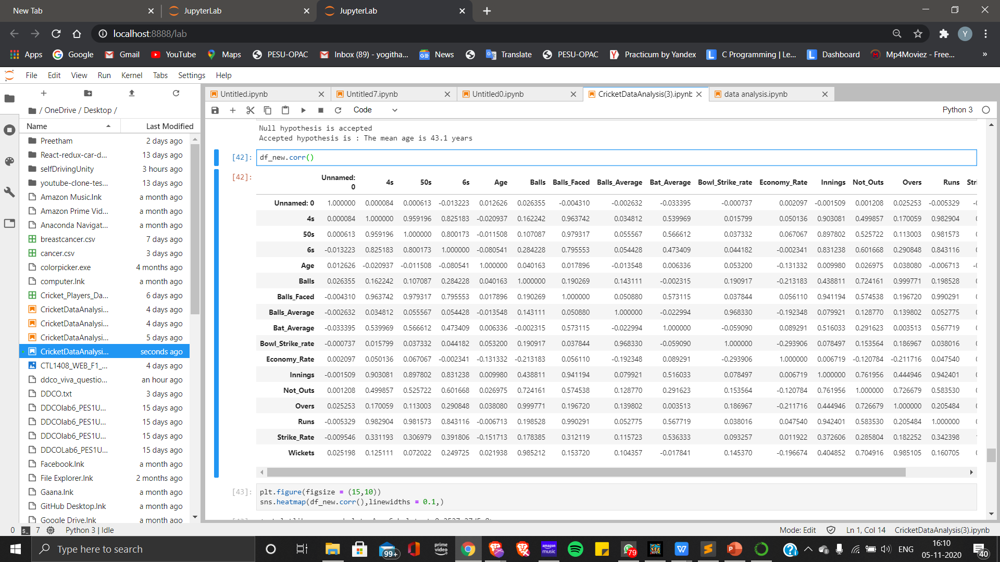 New Tab
JupyterLab
JupyterLab
localhost:8888/lab
Y
Apps Google Gmail YouTube Maps PESU-OPAC Inbox (89) - yogitha... News Translate PESU-OPAC Practicum by Yandex C Programming | Le... Dashboard Mp4Moviez - Free... »
File Edit View Run Kernel Tabs Settings Help
Untitled.ipynb Untitled7.ipynb Untitled0.ipynb CricketDataAnalysis(3).ipynb data analysis.ipynb
Code
Python 3
/ OneDrive / Desktop /
Name Last Modified
Preetham 2 days ago
React-redux-car-d... 13 days ago
selfDrivingUnity 3 hours ago
youtube-clone-tes... 13 days ago
Amazon Music.lnk a month ago
Amazon Prime Vid... a month ago
Anaconda Navigat... a month ago
breastcancer.csv 7 days ago
cancer.csv 3 days ago
colorpicker.exe 4 months ago
computer.lnk a month ago
Cricket_Players_Da... 6 days ago
CricketDataAnalysi... 4 days ago
CricketDataAnalysi... 4 days ago
CricketDataAnalysi... 5 days ago
CricketDataAnalysi... seconds ago
CTL1408_WEB_F1_... 4 days ago
ddco_viva_questio... an hour ago
DDCO.txt 3 days ago
DDCOlab6_PES1U... 15 days ago
DDCOlab6_PES1U... 15 days ago
DDCOlab6_PES1U... 15 days ago
DDCOLab6_PES1U... 15 days ago
Facebook.lnk a month ago
File Explorer.lnk 2 months ago
Gaana.lnk a month ago
GitHub Desktop.lnk a month ago
Google Drive.lnk a month ago
Null hypothesis is accepted
Accepted hypothesis is : The mean age is 43.1 years
[42]: df_new.corr()
[42]:
Unnamed: 0 4s 50s 6s Age Balls Balls_Faced Balls_Average Bat_Average Bowl_Strike_rate Economy_Rate Innings Not_Outs Overs Runs Stri
Unnamed: 0 1.000000 0.000084 0.000613 -0.013223 0.012626 0.026355 -0.004310 -0.002632 -0.033395 -0.000737 0.002097 -0.001509 0.001208 0.025253 -0.005329 -(
4s 0.000084 1.000000 0.959196 0.825183 -0.020937 0.162242 0.963742 0.034812 0.539969 0.015799 0.050136 0.903081 0.499857 0.170059 0.982904
50s 0.000613 0.959196 1.000000 0.800173 -0.011508 0.107087 0.979317 0.055567 0.566612 0.037332 0.067067 0.897802 0.525722 0.113003 0.981573
6s -0.013223 0.825183 0.800173 1.000000 -0.080541 0.284228 0.795553 0.054428 0.473409 0.044182 -0.002341 0.831238 0.601668 0.290848 0.843116
Age 0.012626 -0.020937 -0.011508 -0.080541 1.000000 0.040163 0.017896 -0.013548 0.006336 0.053200 -0.131332 0.009980 0.026975 0.038080 -0.006713
Balls 0.026355 0.162242 0.107087 0.284228 0.040163 1.000000 0.190269 0.143111 -0.002315 0.190917 -0.213183 0.438811 0.724161 0.999771 0.198528
Balls_Faced -0.004310 0.963742 0.979317 0.795553 0.017896 0.190269 1.000000 0.050880 0.573115 0.037844 0.056110 0.941194 0.574538 0.196720 0.990291
Balls_Average -0.002632 0.034812 0.055567 0.054428 -0.013548 0.143111 0.050880 1.000000 -0.022994 0.968330 -0.192348 0.079921 0.128770 0.139802 0.052775
Bat_Average -0.033395 0.539969 0.566612 0.473409 0.006336 -0.002315 0.573115 -0.022994 1.000000 -0.059090 0.089291 0.516033 0.291623 0.003513 0.567719
Bowl_Strike_rate -0.000737 0.015799 0.037332 0.044182 0.053200 0.190917 0.037844 0.968330 -0.059090 1.000000 -0.293906 0.078497 0.153564 0.186967 0.038016
Economy_Rate 0.002097 0.050136 0.067067 -0.002341 -0.131332 -0.213183 0.056110 -0.192348 0.089291 -0.293906 1.000000 0.006719 -0.120784 -0.211716 0.047540
Innings -0.001509 0.903081 0.897802 0.831238 0.009980 0.438811 0.941194 0.079921 0.516033 0.078497 0.006719 1.000000 0.761956 0.444946 0.942401
Not_Outs 0.001208 0.499857 0.525722 0.601668 0.026975 0.724161 0.574538 0.128770 0.291623 0.153564 -0.120784 0.761956 1.000000 0.726679 0.583530
Overs 0.025253 0.170059 0.113003 0.290848 0.038080 0.999771 0.196720 0.139802 0.003513 0.186967 -0.211716 0.444946 0.726679 1.000000 0.205484
Runs -0.005329 0.982904 0.981573 0.843116 -0.006713 0.198528 0.990291 0.052775 0.567719 0.038016 0.047540 0.942401 0.583530 0.205484 1.000000
Strike_Rate -0.009546 0.331193 0.306979 0.391806 -0.151713 0.178385 0.312119 0.115723 0.536333 0.093257 0.011922 0.372606 0.285804 0.182252 0.342398
Wickets 0.025198 0.125111 0.072022 0.249725 0.021938 0.985212 0.153720 0.104357 -0.017841 0.145370 -0.196674 0.404852 0.704916 0.985105 0.160705
[43]: plt.figure(figsize = (15,10))
sns.heatmap(df_new.corr(),linewidths = 0.1,)
0 7 Python 3 | Idle
Mode: Edit Ln 1, Col 14 CricketDataAnalysis(3).ipynb
Type here to search
99+
prime video
amazon music
79
ENG
16:10
05-11-2020
40